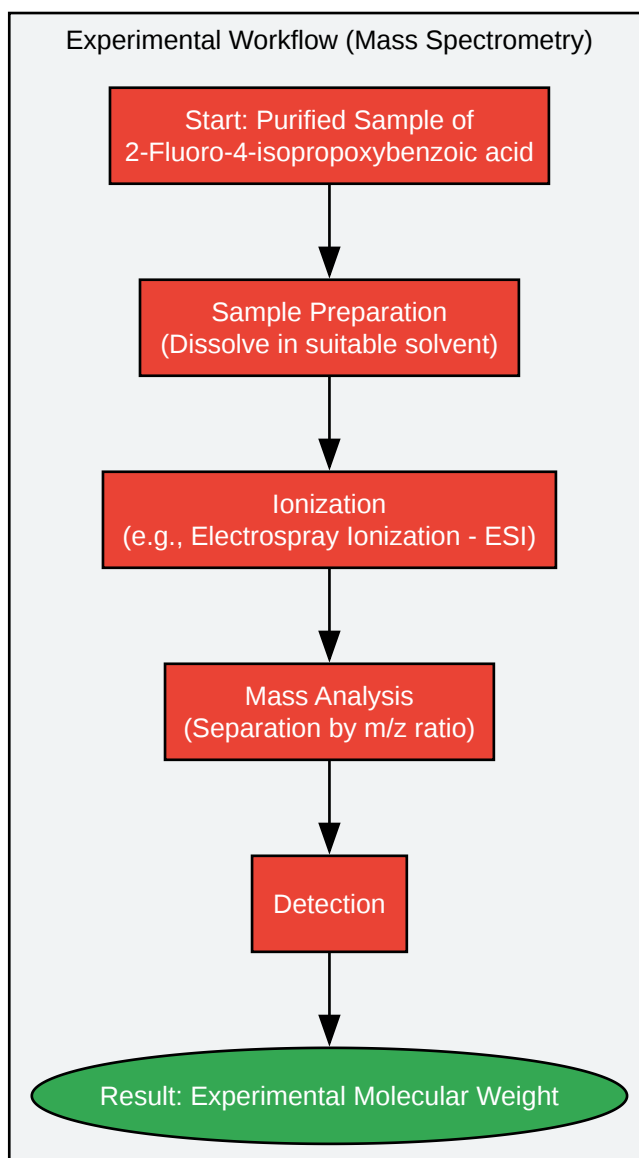 Experimental Workflow (Mass Spectrometry)
Start: Purified Sample of
2-Fluoro-4-isopropoxybenzoic acid
Sample Preparation
(Dissolve in suitable solvent)
Ionization
(e.g., Electrospray Ionization - ESI)
Mass Analysis
(Separation by m/z ratio)
Detection
Result: Experimental Molecular Weight